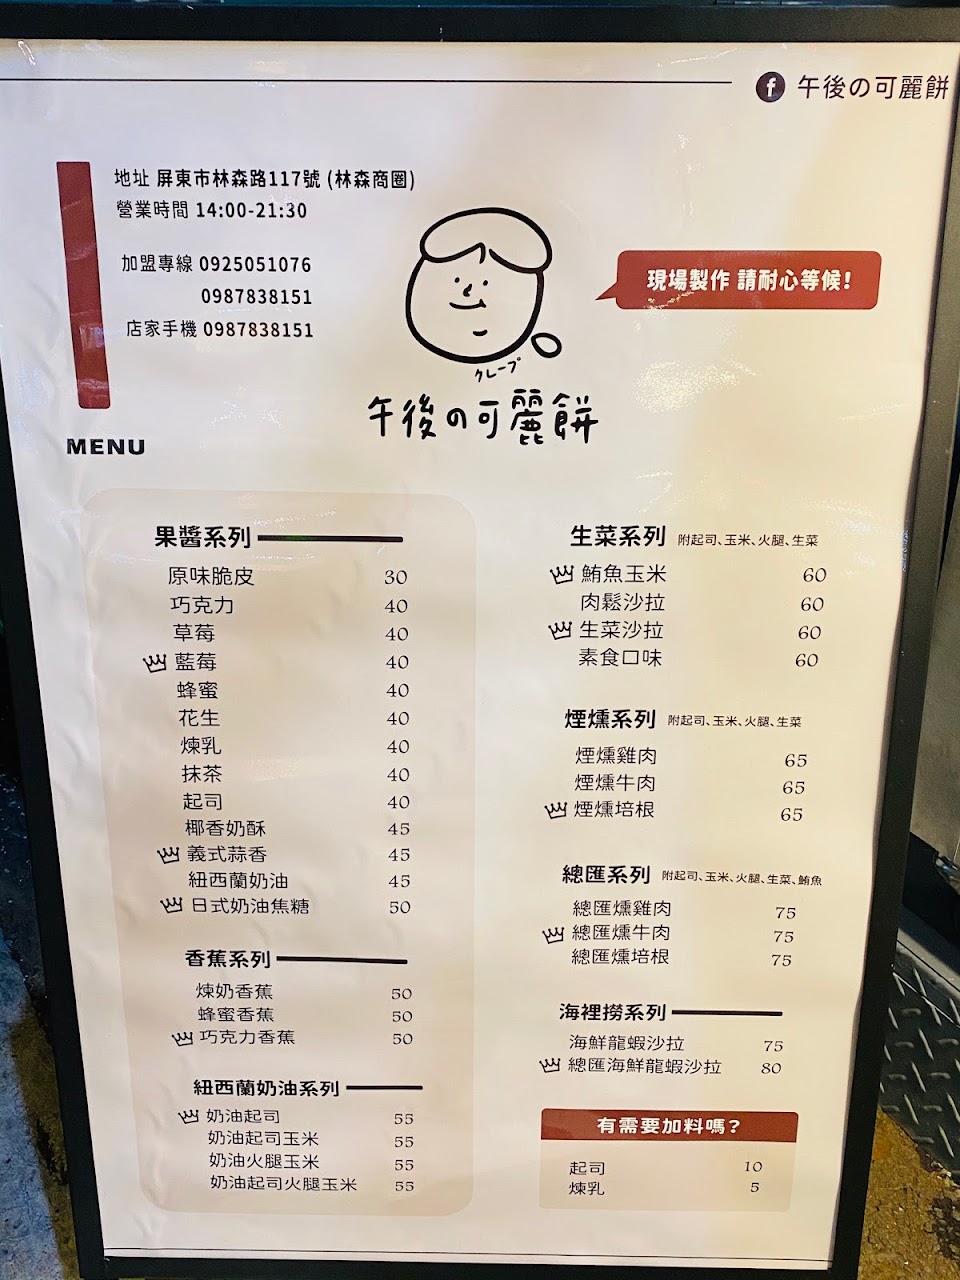 午後の可麗餅
地址 屏東市林森路117號 (林森商圈)
營業時間 14:00-21:30
加盟專線 0925051076
0987838151
店家手機 0987838151
現場製作 請耐心等候!
クレープ
午後の可麗餅
MENU
果醬系列
原味脆皮 30
巧克力 40
草莓 40
藍莓 40
蜂蜜 40
花生 40
煉乳 40
抹茶 40
起司 40
椰香奶酥 45
義式蒜香 45
紐西蘭奶油 45
日式奶油焦糖 50
香蕉系列
煉奶香蕉 50
蜂蜜香蕉 50
巧克力香蕉 50
紐西蘭奶油系列
奶油起司 55
奶油起司玉米 55
奶油火腿玉米 55
奶油起司火腿玉米 55
生菜系列 附起司、玉米、火腿、生菜
鮪魚玉米 60
肉鬆沙拉 60
生菜沙拉 60
素食口味 60
煙燻系列 附起司、玉米、火腿、生菜
煙燻雞肉 65
煙燻牛肉 65
煙燻培根 65
總匯系列 附起司、玉米、火腿、生菜、鮪魚
總匯燻雞肉 75
總匯燻牛肉 75
總匯燻培根 75
海裡撈系列
海鮮龍蝦沙拉 75
總匯海鮮龍蝦沙拉 80
有需要加料嗎?
起司 10
煉乳 5